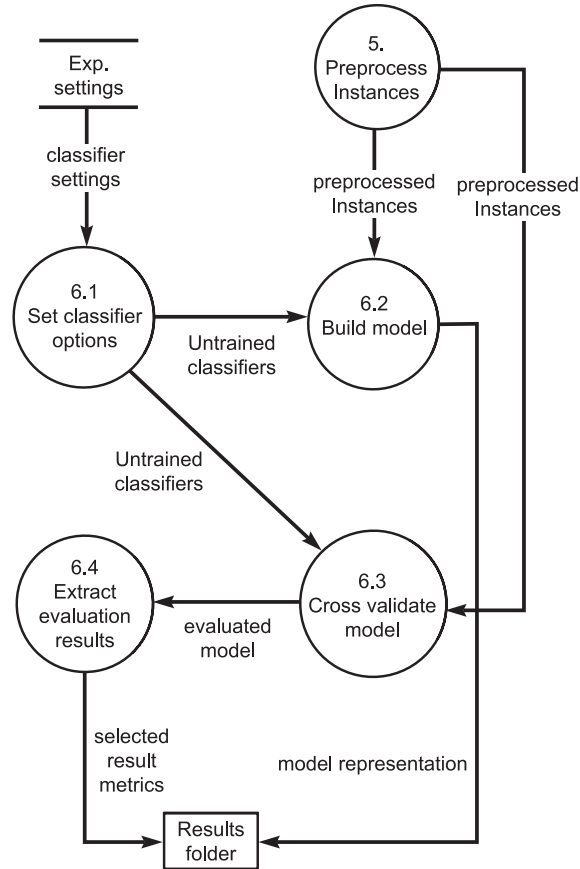 Exp.
settings
5.
Preprocess
Instances
classifier
settings
preprocessed
Instances
preprocessed
Instances
6.1
Set classifier
options
6.2
Build model
Untrained
classifiers
Untrained
classifiers
6.4
Extract
evaluation
results
6.3
Cross validate
model
evaluated
model
selected
result
metrics
model representation
Results
folder